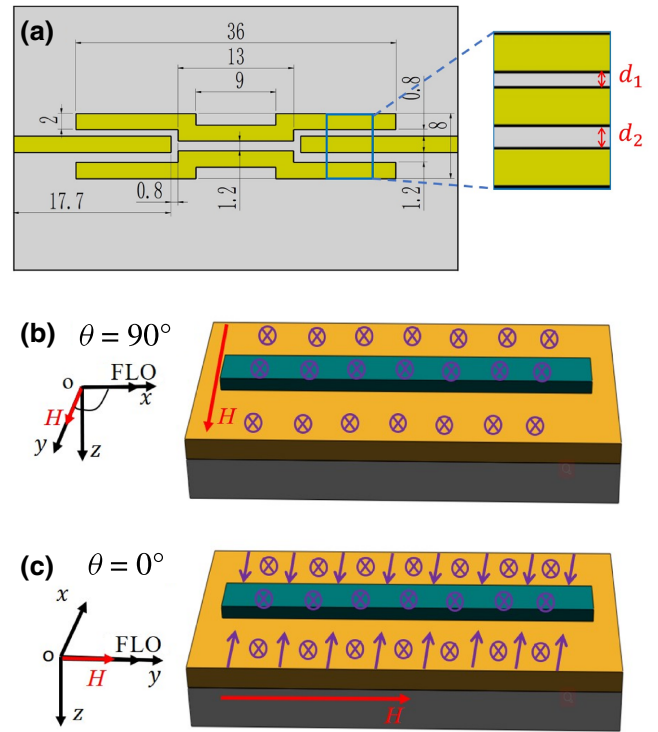 (a)
36
13
9
0.8
2
8
0.8
17.7
1.2
1.2
d₁
d₂
(b) θ = 90°
o FLO
x
H
y
z
H
(c) θ = 0°
x
o FLO
H y
z
H